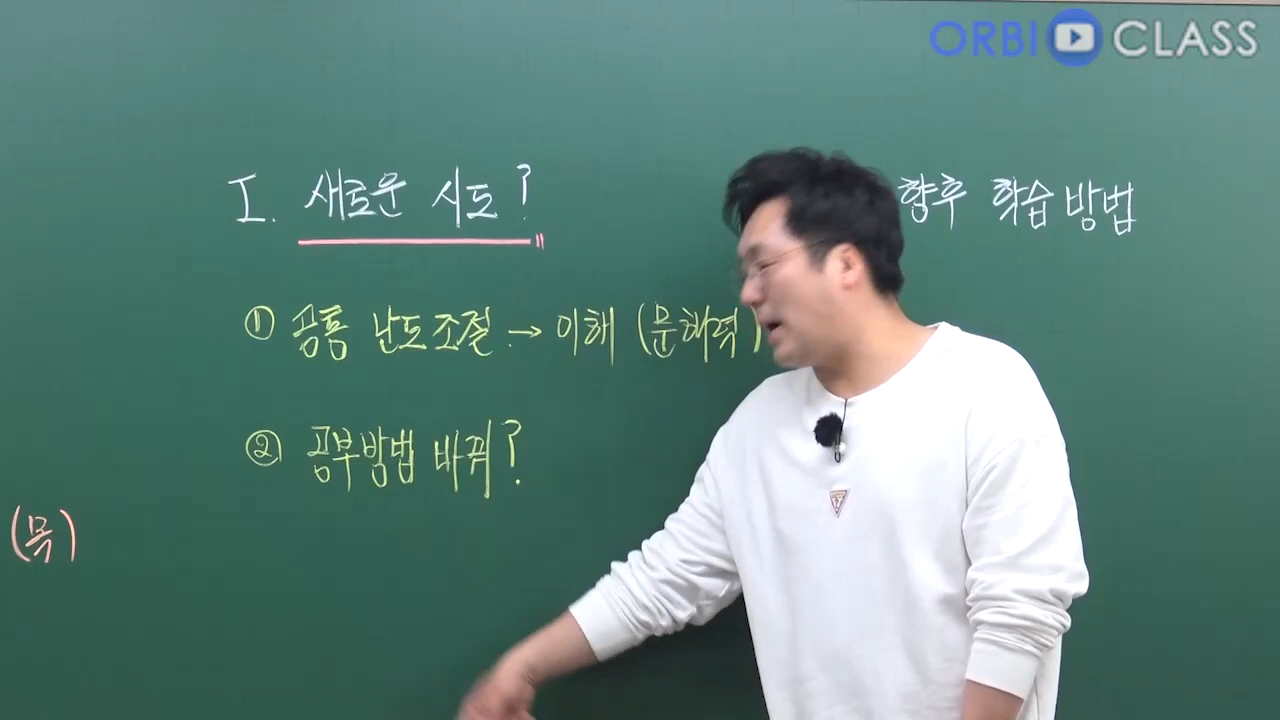 ORBI CLASS
I. 새로운 시도?
향후 학습방법
① 공통 난도조절 → 이해 (문해력)
② 공부방법 바꿔?
(목)